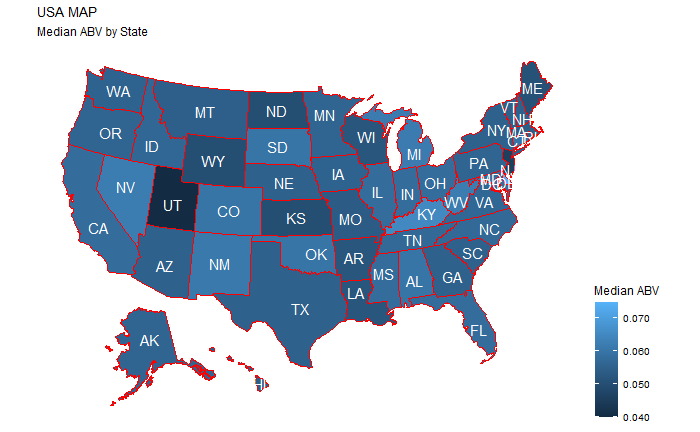 USA MAP
Median ABV by State
WA
MT
ND
MN
ME
VT
NH
OR
ID
WY
SD
WI
MI
NY
MA
NV
UT
CO
NE
IA
IL
IN
OH
PA
CA
KS
MO
KY
WV
VA
AZ
NM
OK
AR
TN
NC
SC
TX
LA
MS
AL
GA
FL
AK
HI
Median ABV
0.070
0.060
0.050
0.040